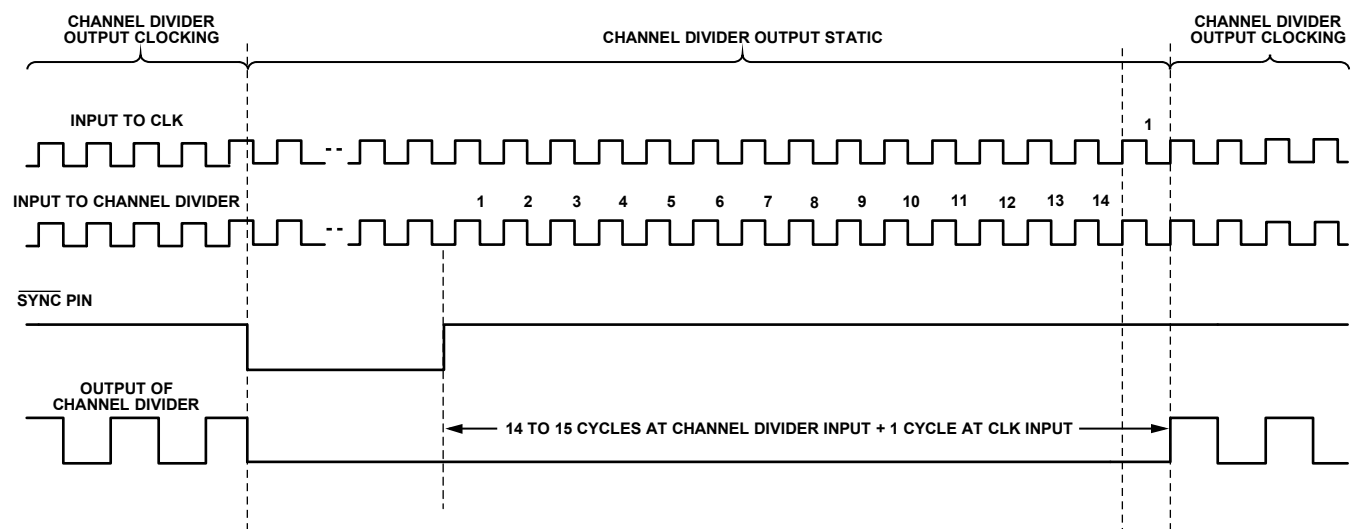 CHANNEL DIVIDER
OUTPUT CLOCKING
CHANNEL DIVIDER OUTPUT STATIC
CHANNEL DIVIDER
OUTPUT CLOCKING
INPUT TO CLK
1
INPUT TO CHANNEL DIVIDER
1 2 3 4 5 6 7 8 9 10 11 12 13 14
SYNC PIN
OUTPUT OF
CHANNEL DIVIDER
14 TO 15 CYCLES AT CHANNEL DIVIDER INPUT + 1 CYCLE AT CLK INPUT